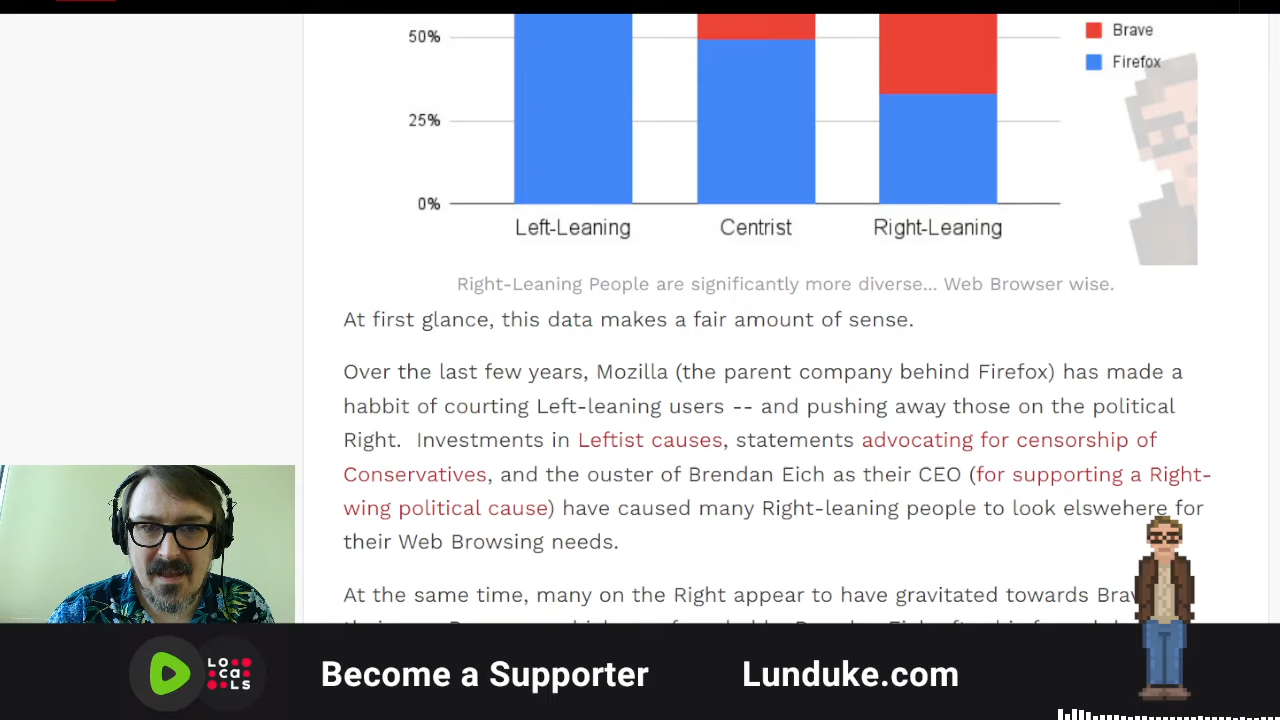 50%
Brave
Firefox
25%
0%
Left-Leaning Centrist Right-Leaning
Right-Leaning People are significantly more diverse... Web Browser wise.
At first glance, this data makes a fair amount of sense.
Over the last few years, Mozilla (the parent company behind Firefox) has made a
habbit of courting Left-leaning users -- and pushing away those on the political
Right.  Investments in Leftist causes, statements advocating for censorship of
Conservatives, and the ouster of Brendan Eich as their CEO (for supporting a Right-
wing political cause) have caused many Right-leaning people to look elswehere for
their Web Browsing needs.
At the same time, many on the Right appear to have gravitated towards
LOCALS
Become a Supporter
Lunduke.com